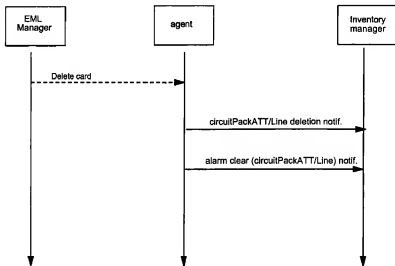 EML
Manager
agent
Inventory
manager
Delete card
circuitPackATT/Line deletion notif.
alarm clear (circuitPackATT/Line) notif.